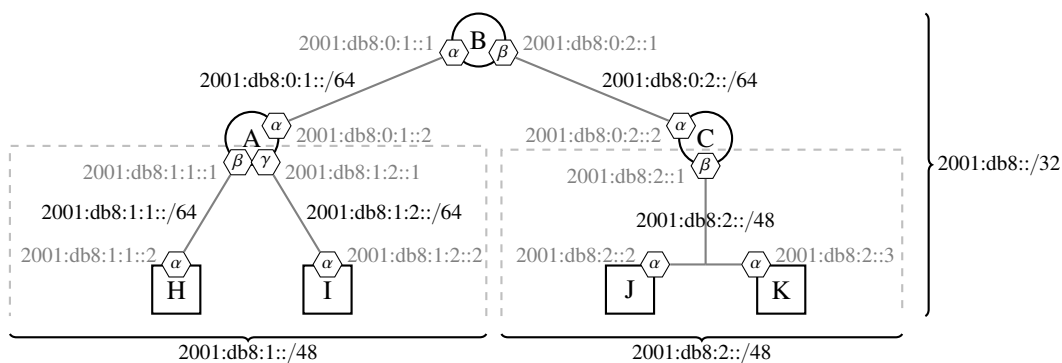 B
2001:db8:0:1::1 α β 2001:db8:0:2::1
2001:db8:0:1::/64 2001:db8:0:2::/64
α α
A 2001:db8:0:1::2 2001:db8:0:2::2 C
2001:db8::/32
2001:db8:1:1::1 β γ 2001:db8:1:2::1 2001:db8:2::1 β
2001:db8:1:1::/64 2001:db8:1:2::/64 2001:db8:2::/48
2001:db8:1:1::2 α α 2001:db8:1:2::2 2001:db8:2::2 α α 2001:db8:2::3
H I J K
2001:db8:1::/48 2001:db8:2::/48